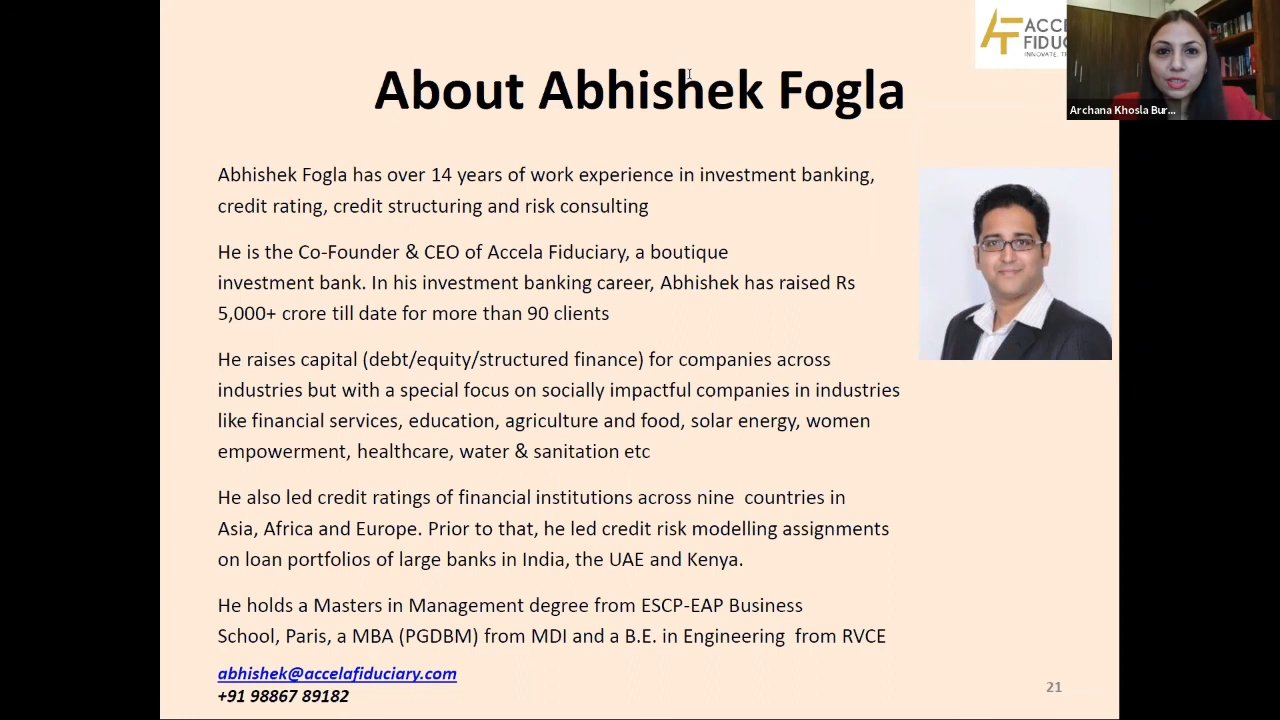 About Abhishek Fogla
ACCE
FIDUC
INNOVATE. T
Archana Khosla Bur...
Abhishek Fogla has over 14 years of work experience in investment banking,
credit rating, credit structuring and risk consulting
He is the Co-Founder & CEO of Accela Fiduciary, a boutique
investment bank. In his investment banking career, Abhishek has raised Rs
5,000+ crore till date for more than 90 clients
He raises capital (debt/equity/structured finance) for companies across
industries but with a special focus on socially impactful companies in industries
like financial services, education, agriculture and food, solar energy, women
empowerment, healthcare, water & sanitation etc
He also led credit ratings of financial institutions across nine  countries in
Asia, Africa and Europe. Prior to that, he led credit risk modelling assignments
on loan portfolios of large banks in India, the UAE and Kenya.
He holds a Masters in Management degree from ESCP-EAP Business
School, Paris, a MBA (PGDBM) from MDI and a B.E. in Engineering  from RVCE
abhishek@accelafiduciary.com
+91 98867 89182
21